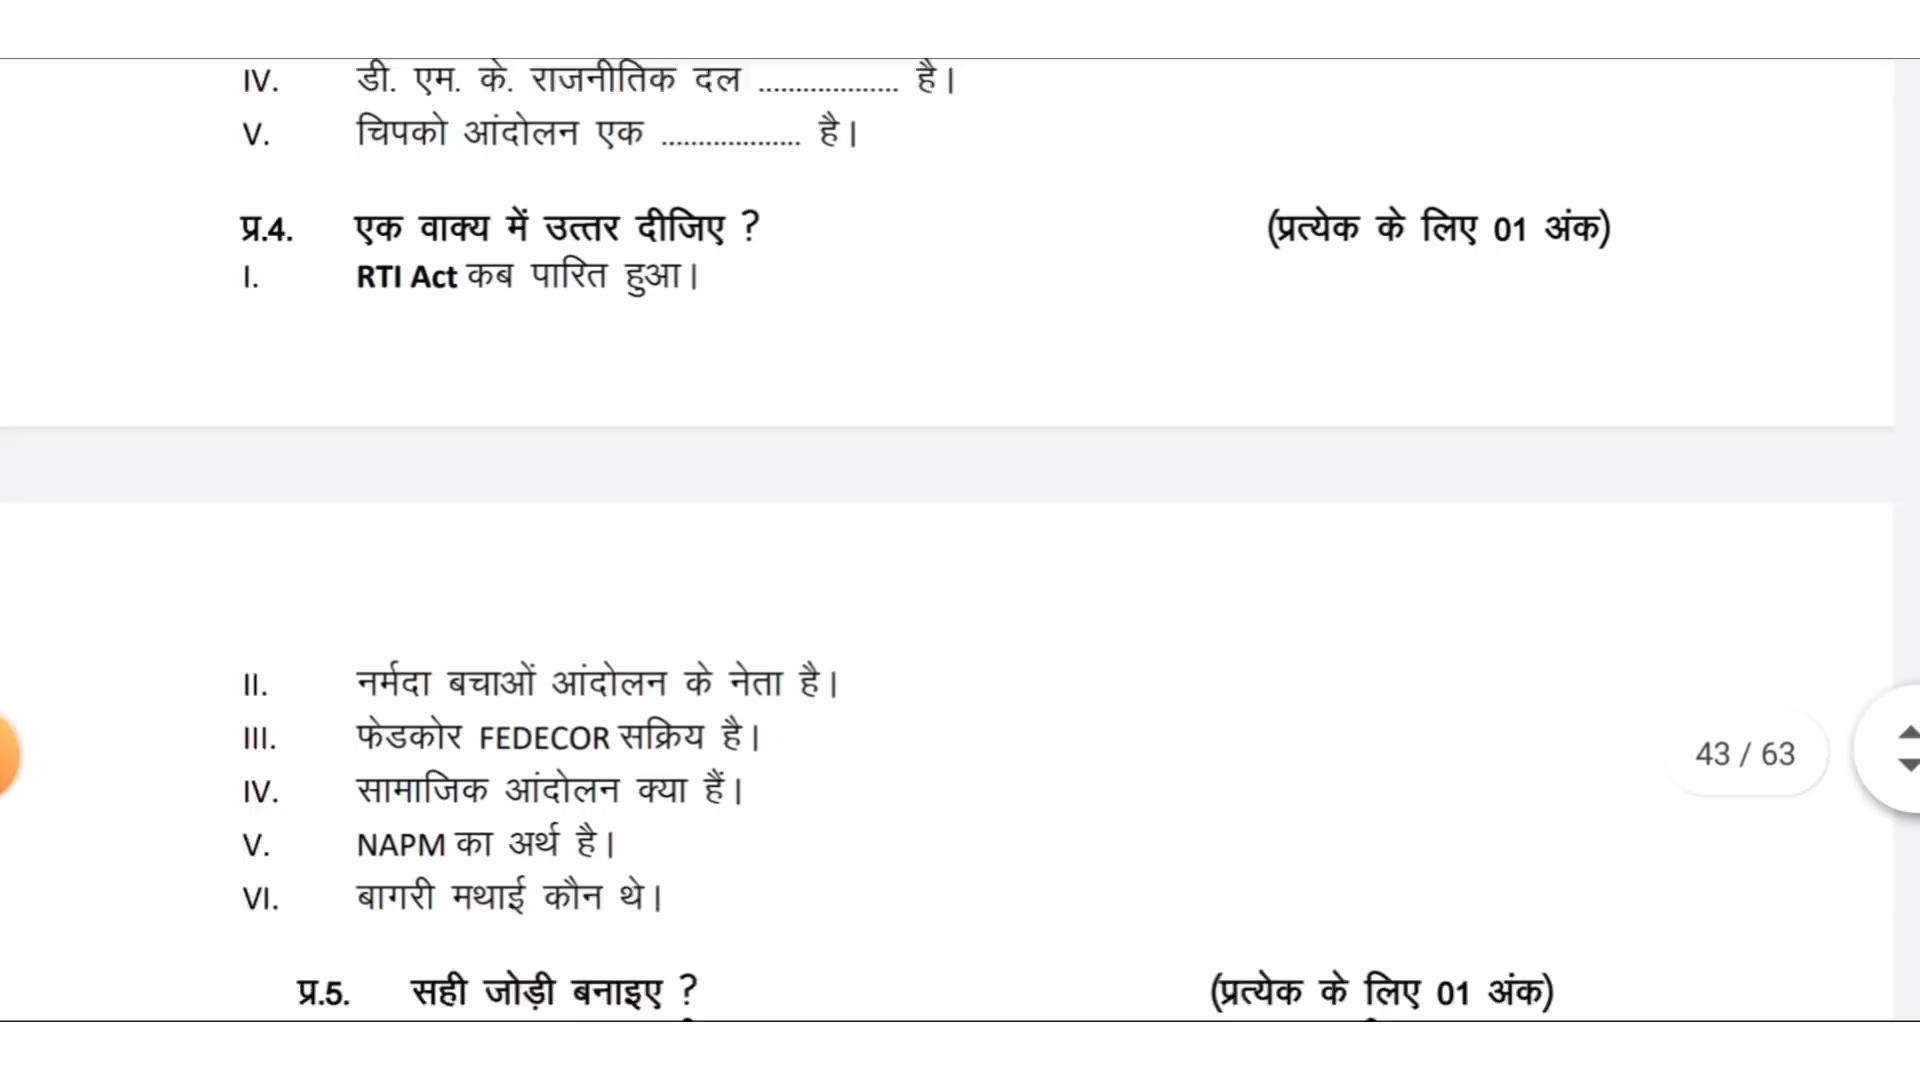 IV. डी. एम. के. राजनीतिक दल ................... है।
V. चिपको आंदोलन एक ................... है।
प्र.4. एक वाक्य में उत्तर दीजिए ? (प्रत्येक के लिए 01 अंक)
I. RTI Act कब पारित हुआ।
II. नर्मदा बचाओं आंदोलन के नेता है।
III. फेडकोर FEDECOR सक्रिय है।
43 / 63
IV. सामाजिक आंदोलन क्या हैं।
V. NAPM का अर्थ है।
VI. बागरी मथाई कौन थे।
प्र.5. सही जोड़ी बनाइए ? (प्रत्येक के लिए 01 अंक)